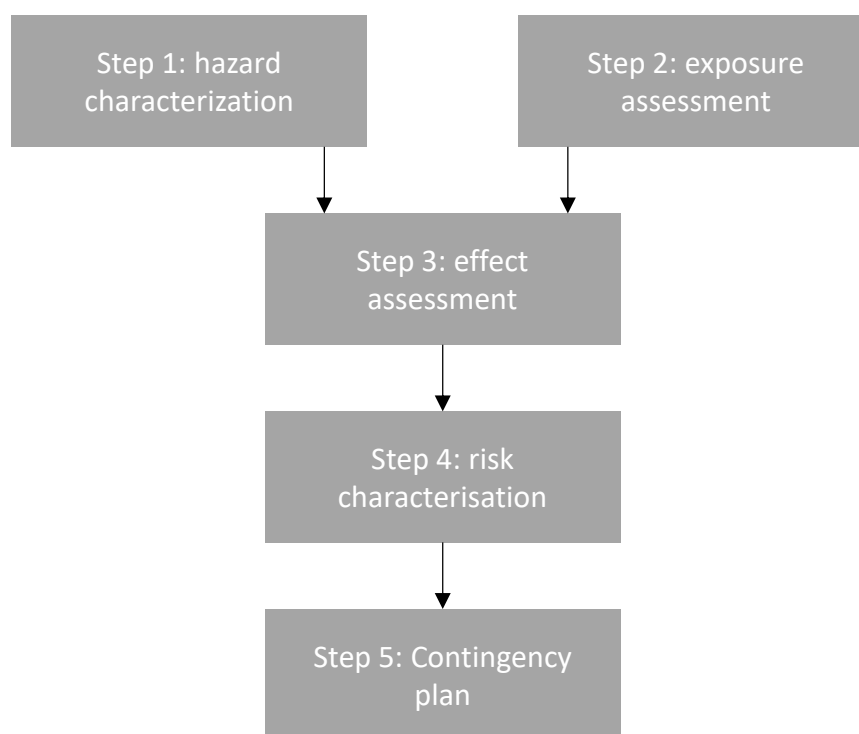 Step 1: hazard
characterization
Step 2: exposure
assessment
Step 3: effect
assessment
Step 4: risk
characterisation
Step 5: Contingency
plan